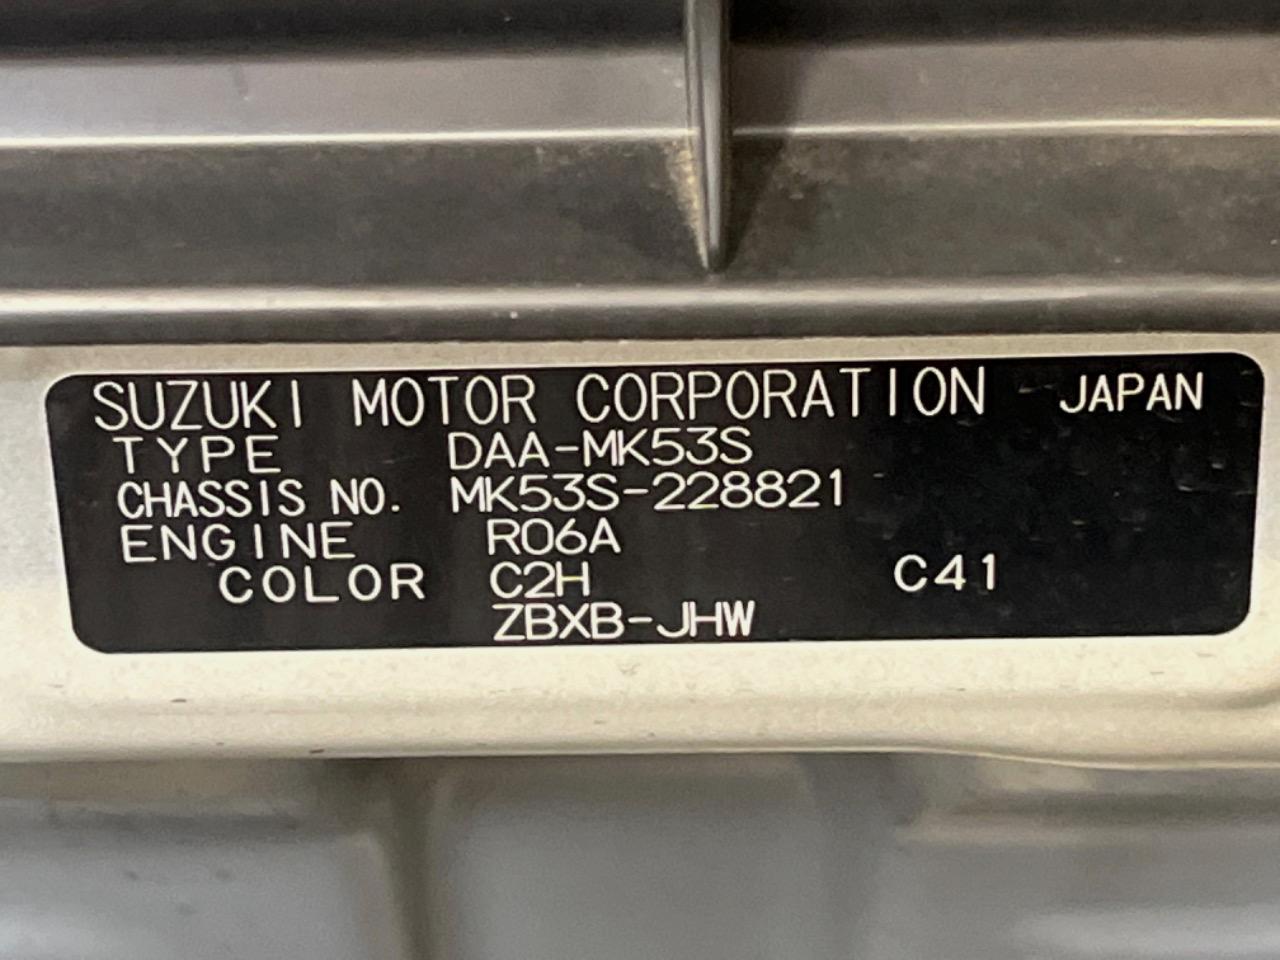 SUZUKI MOTOR CORPORATION JAPAN
TYPE DAA-MK53S
CHASSIS NO. MK53S-228821
ENGINE R06A
COLOR C2H C41
ZBXB-JHW